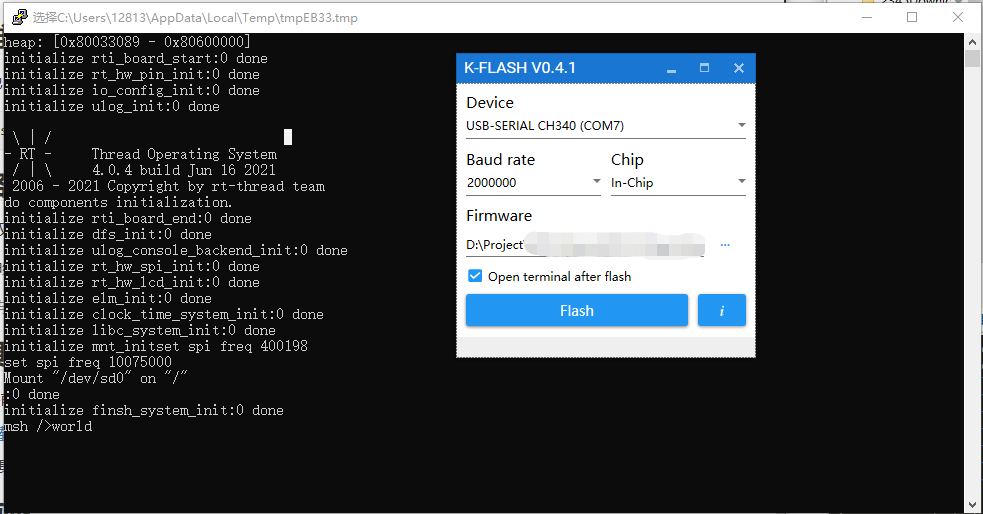 选择C:\Users\12813\AppData\Local\Temp\tmpEB33.tmp
heap: [0x80033089 - 0x80600000]
initialize rti_board_start:0 done
initialize rt_hw_pin_init:0 done
initialize io_config_init:0 done
initialize ulog_init:0 done
\ | /
- RT - Thread Operating System
/ | \ 4.0.4 build Jun 16 2021
2006 - 2021 Copyright by rt-thread team
do components initialization.
initialize rti_board_end:0 done
initialize dfs_init:0 done
initialize ulog_console_backend_init:0 done
initialize rt_hw_spi_init:0 done
initialize rt_hw_lcd_init:0 done
initialize elm_init:0 done
initialize clock_time_system_init:0 done
initialize libc_system_init:0 done
initialize mnt_initset spi freq 400198
set spi freq 10075000
Mount "/dev/sd0" on "/"
:0 done
initialize finsh_system_init:0 done
msh />world
K-FLASH V0.4.1
Device
USB-SERIAL CH340 (COM7)
Baud rate
Chip
2000000
In-Chip
Firmware
D:\Project\
...
Open terminal after flash
Flash
i